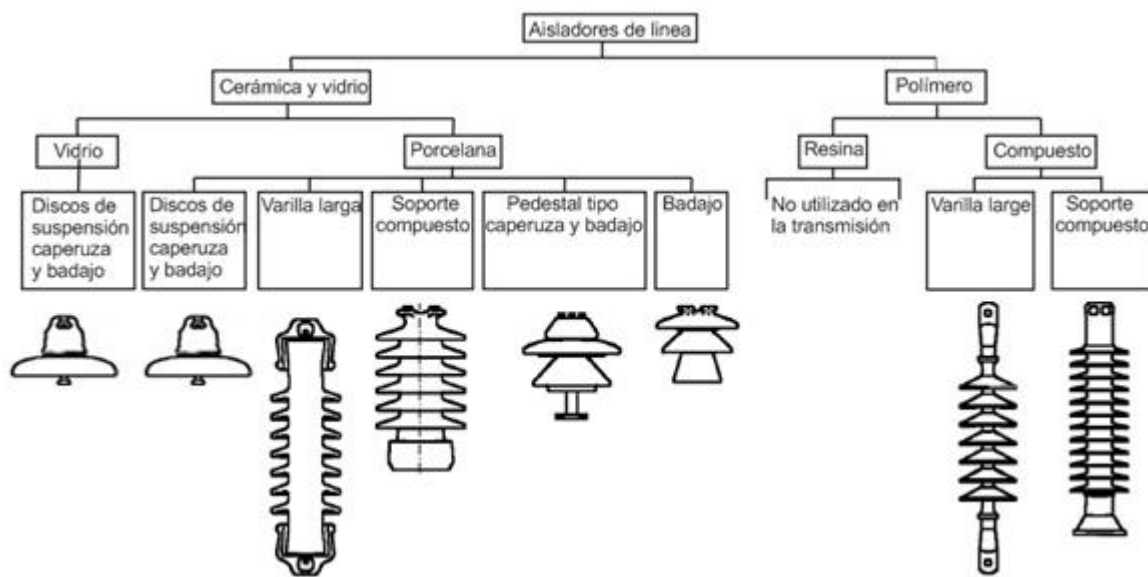 Aisladores de linea
Cerámica y vidrio
Polímero
Vidrio
Porcelana
Resina
Compuesto
Discos de
suspensión
caperuza
y badajo
Discos de
suspensión
caperuza
y badajo
Varilla larga
Soporte
compuesto
Pedestal tipo
caperuza y badajo
Badajo
No utilizado en
la transmisión
Varilla large
Soporte
compuesto